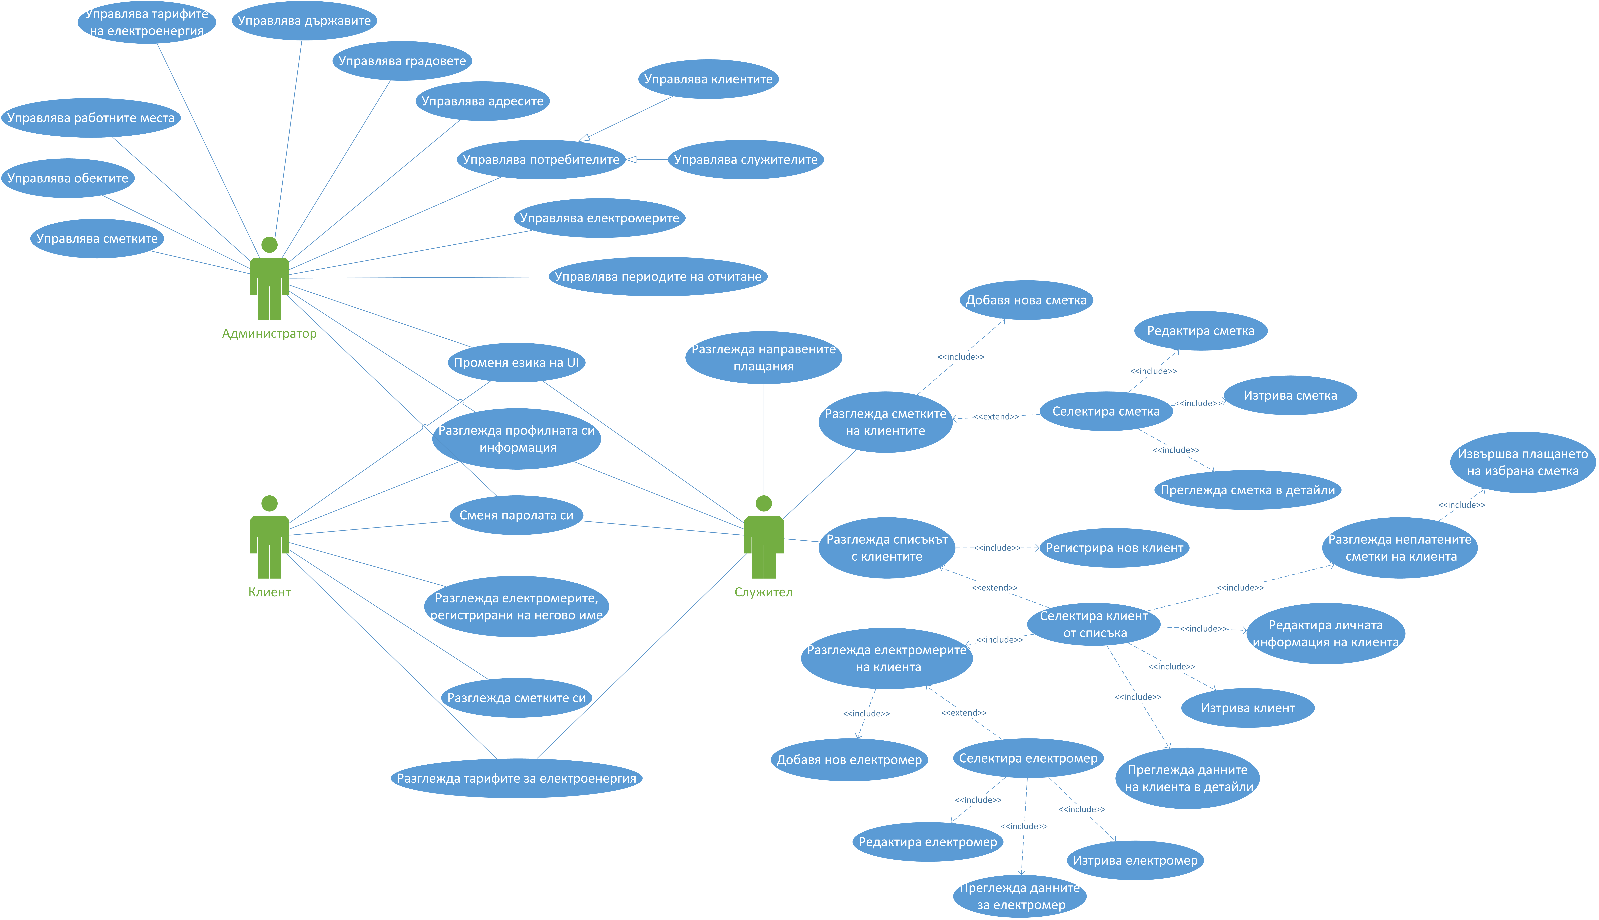 Управлява тарифите
на електроенергия
Управлява държавите
Управлява градовете
Управлява клиентите
Управлява адресите
Управлява работните места
Управлява потребителите
Управлява служителите
Управлява обектите
Управлява електромерите
Управлява сметките
Управлява периодите на отчитане
Администратор
Добавя нова сметка
Редактира сметка
<<include>>
Променя езика на UI
Разглежда направените
плащания
<<include>>
Изтрива сметка
<<include>>
Разглежда сметките
на клиентите
<<extend>>
Селектира сметка
Разглежда профилната си
информация
<<include>>
Извършва плащането
на избрана сметка
Преглежда сметка в детайли
<<include>>
Сменя паролата си
Разглежда списъкът
с клиентите
<<include>>
Регистрира нов клиент
Разглежда неплатените
сметки на клиента
Клиент
Служител
<<extend>>
<<include>>
Разглежда електромерите,
регистрирани на негово име
Селектира клиент
от списъка
<<include>>
Редактира личната
информация на клиента
<<include>>
Разглежда електромерите
на клиента
<<include>>
<<include>>
Разглежда сметките си
Изтрива клиент
<<include>>
<<extend>>
Добавя нов електромер
Селектира електромер
Преглежда данните
на клиента в детайли
Разглежда тарифите за електроенергия
<<include>>
<<include>>
<<include>>
Редактира електромер
Изтрива електромер
Преглежда данните
за електромер